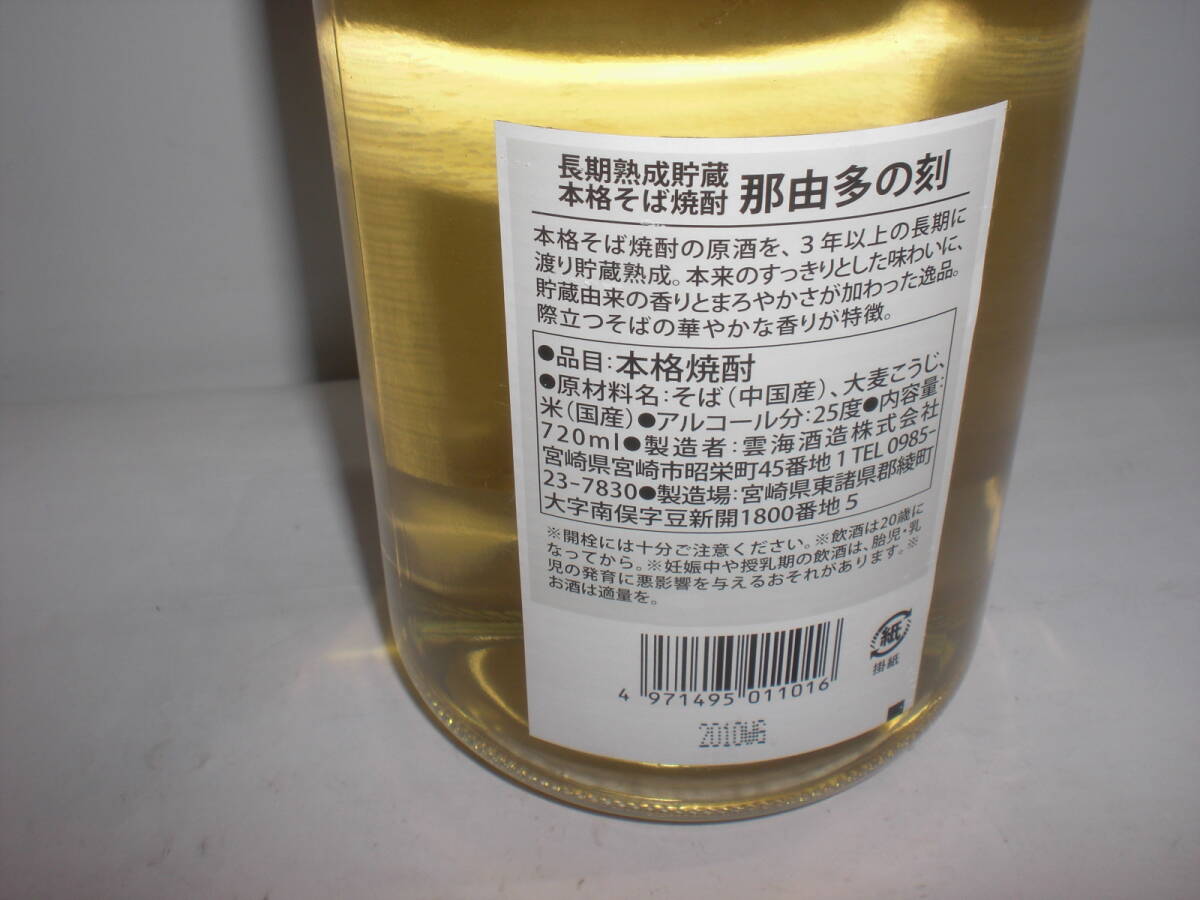 長期熟成貯蔵
本格そば焼酎 那由多の刻
本格そば焼酎の原酒を、3年以上の長期に
渡り貯蔵熟成。本来のすっきりとした味わいに、
貯蔵由来の香りとまろやかさが加わった逸品。
際立つそばの華やかな香りが特徴。
●品目:本格焼酎
●原材料名:そば(中国産)、大麦こうじ、
米(国産)●アルコール分:25度●内容量:
720ml●製造者:雲海酒造株式会社
宮崎県宮崎市昭栄町45番地1 TEL 0985-
23-7830●製造場:宮崎県東諸県郡綾町
大字南俣字豆新開1800番地5
※開栓には十分ご注意ください。※飲酒は20歳に
なってから。※妊娠中や授乳期の飲酒は、胎児・乳
児の発育に悪影響を与えるおそれがあります。※
お酒は適量を。
紙
掛紙
4 971495 011016
2010WG